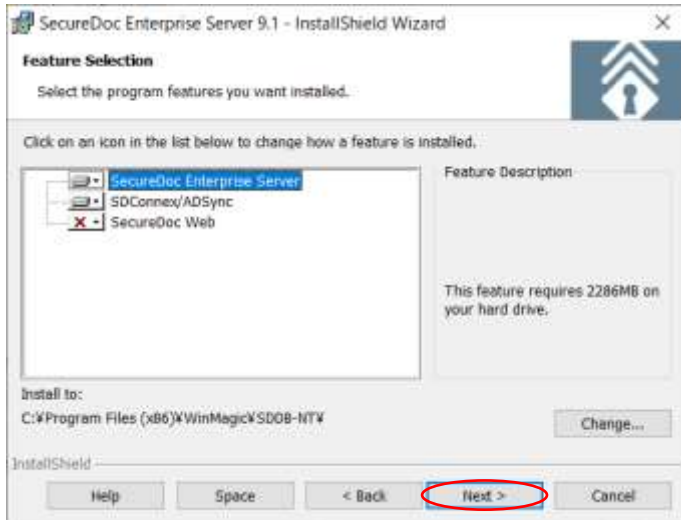 SecureDoc Enterprise Server 9.1 - InstallShield Wizard
Feature Selection
Select the program features you want installed.
Click on an icon in the list below to change how a feature is installed.
SecureDoc Enterprise Server
SDConnex/ADSync
SecureDoc Web
Feature Description
This feature requires 2286MB on
your hard drive.
Install to:
C:¥Program Files (x86)¥WinMagic¥SDDB-NT¥
Change...
InstallShield
Help Space < Back Next > Cancel